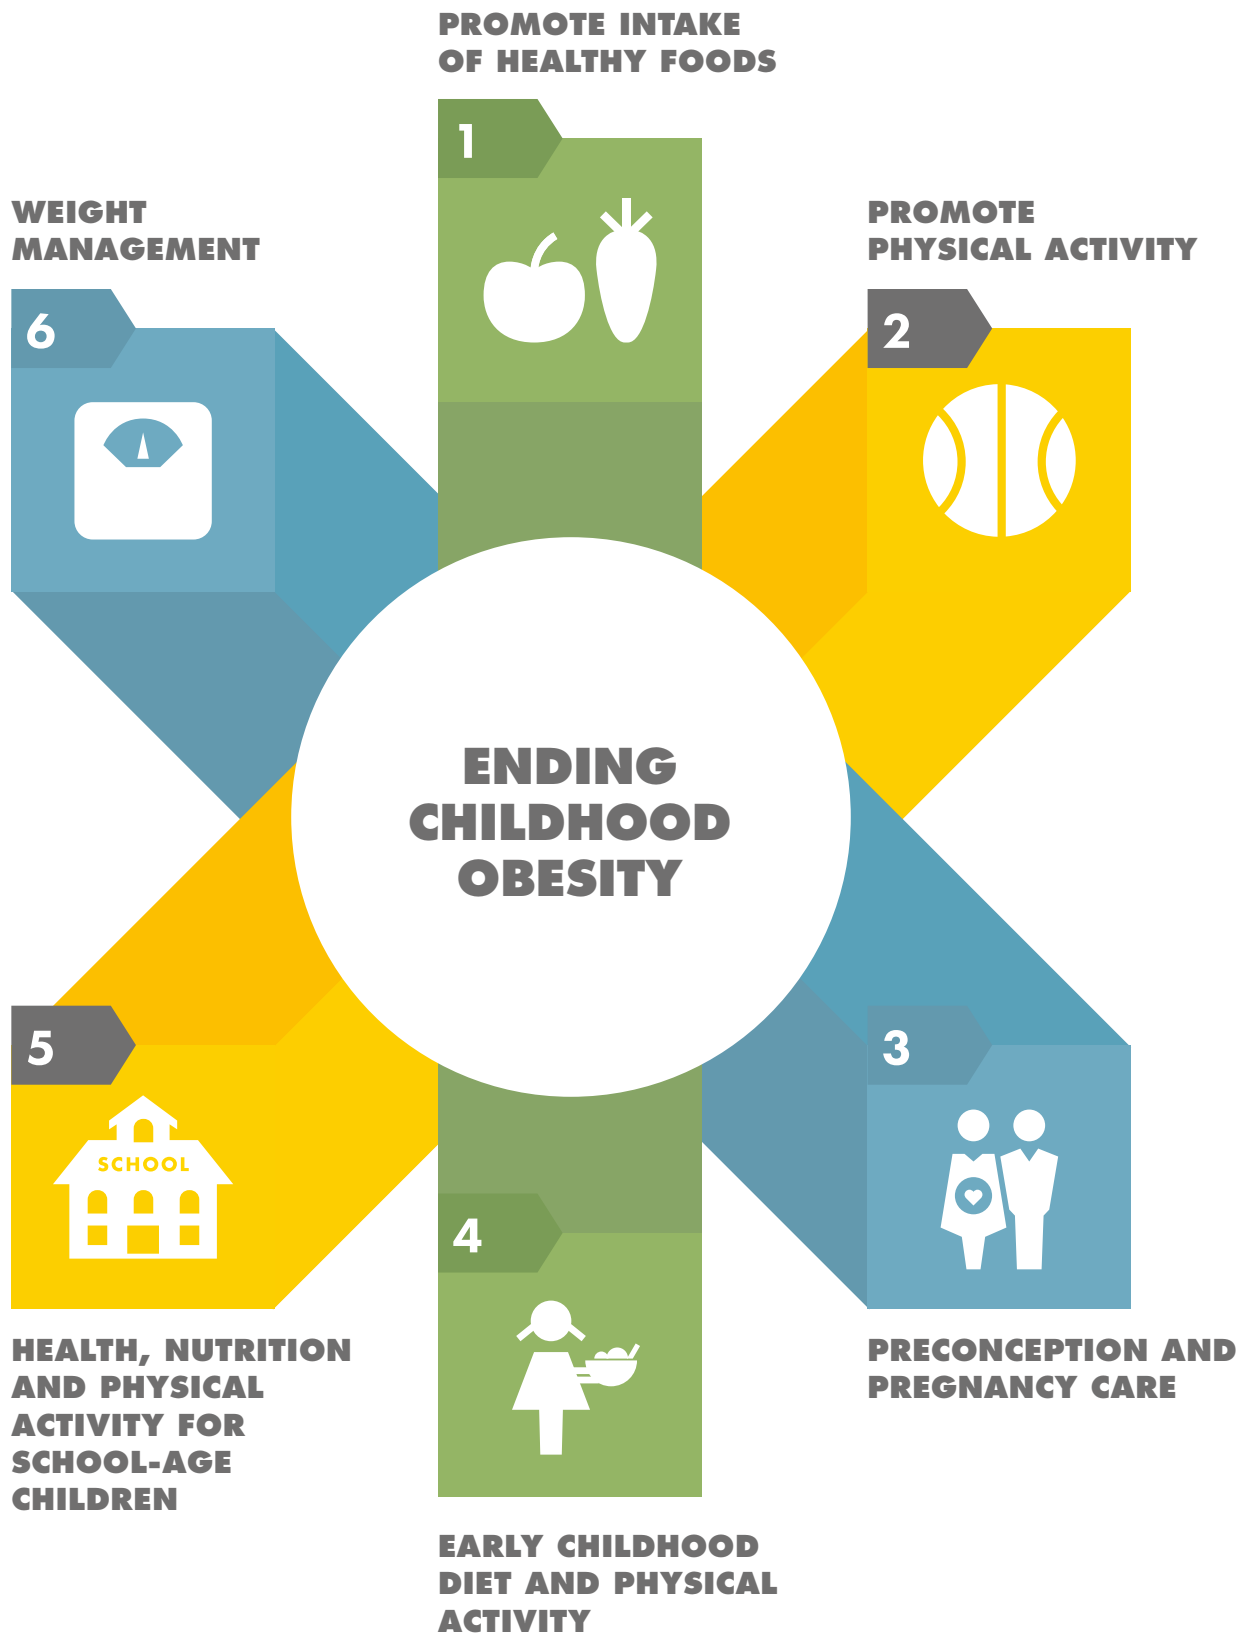 PROMOTE INTAKE
OF HEALTHY FOODS
1
PROMOTE
PHYSICAL ACTIVITY
2
3
PRECONCEPTION AND
PREGNANCY CARE
4
EARLY CHILDHOOD
DIET AND PHYSICAL
ACTIVITY
5
SCHOOL
HEALTH, NUTRITION
AND PHYSICAL
ACTIVITY FOR
SCHOOL-AGE
CHILDREN
WEIGHT
MANAGEMENT
6
ENDING
CHILDHOOD
OBESITY